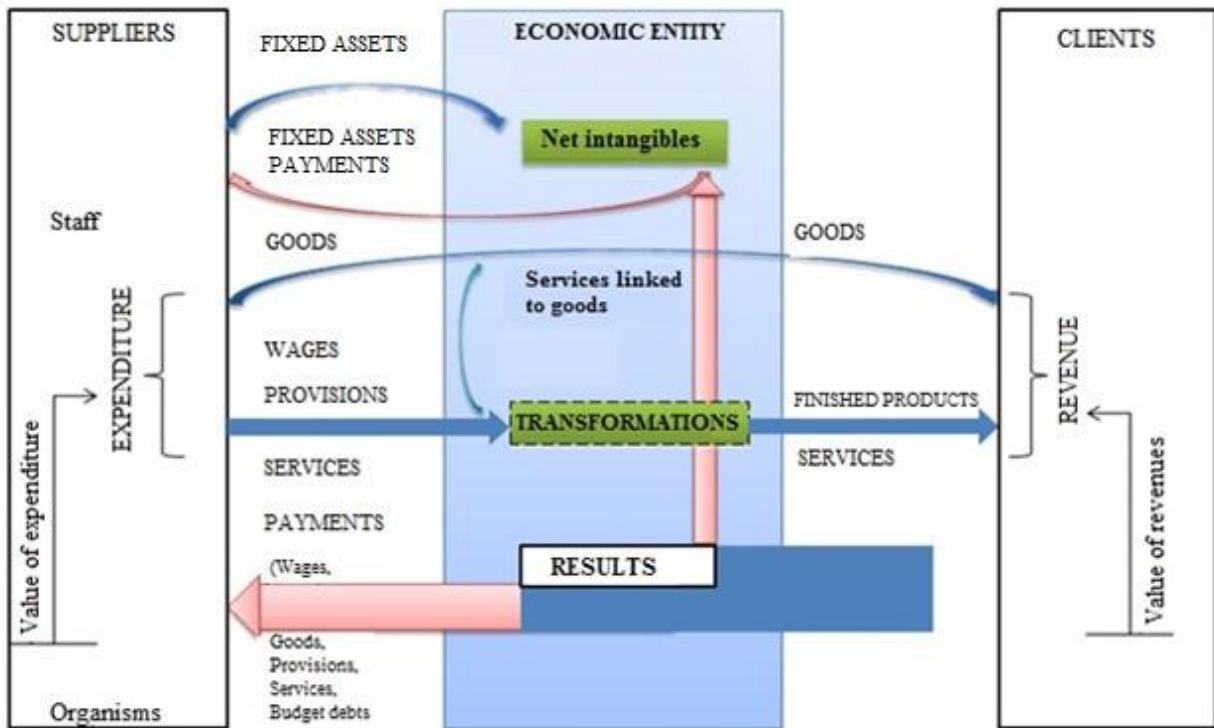 SUPPLIERS
FIXED ASSETS
ECONOMIC ENTITY
CLIENTS
FIXED ASSETS
PAYMENTS
Net intangibles
Staff
GOODS
GOODS
Services linked
to goods
EXPENDITURE
REVENUE
WAGES
PROVISIONS
TRANSFORMATIONS
FINISHED PRODUCTS
SERVICES
SERVICES
Value of expenditure
Value of revenues
PAYMENTS
(Wages,
RESULTS
Goods,
Provisions,
Services,
Budget debts
Organisms